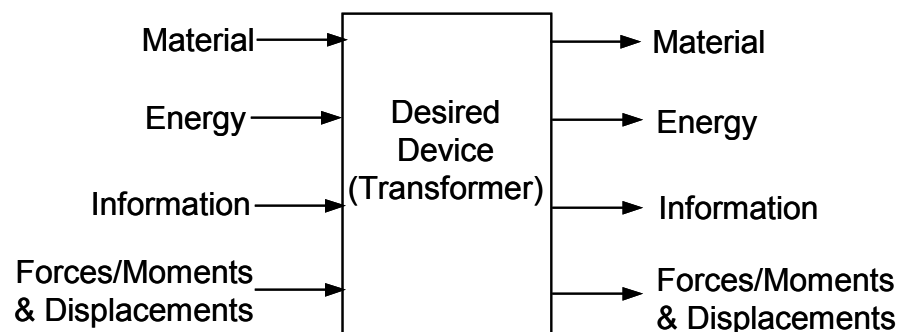 Material
Energy
Information
Forces/Moments
& Displacements
Desired
Device
(Transformer)
Material
Energy
Information
Forces/Moments
& Displacements